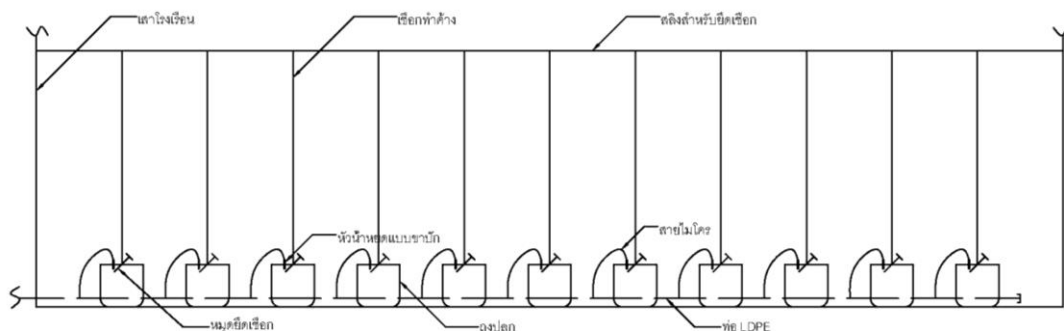 เสาโรงเรือน
เชือกทำค้าง
สลิงสำหรับยึดเชือก
หัวน้ำหยดแบบขาปัก
สายไมโคร
หมุดยึดเชือก
ถุงปลูก
ท่อ LDPE